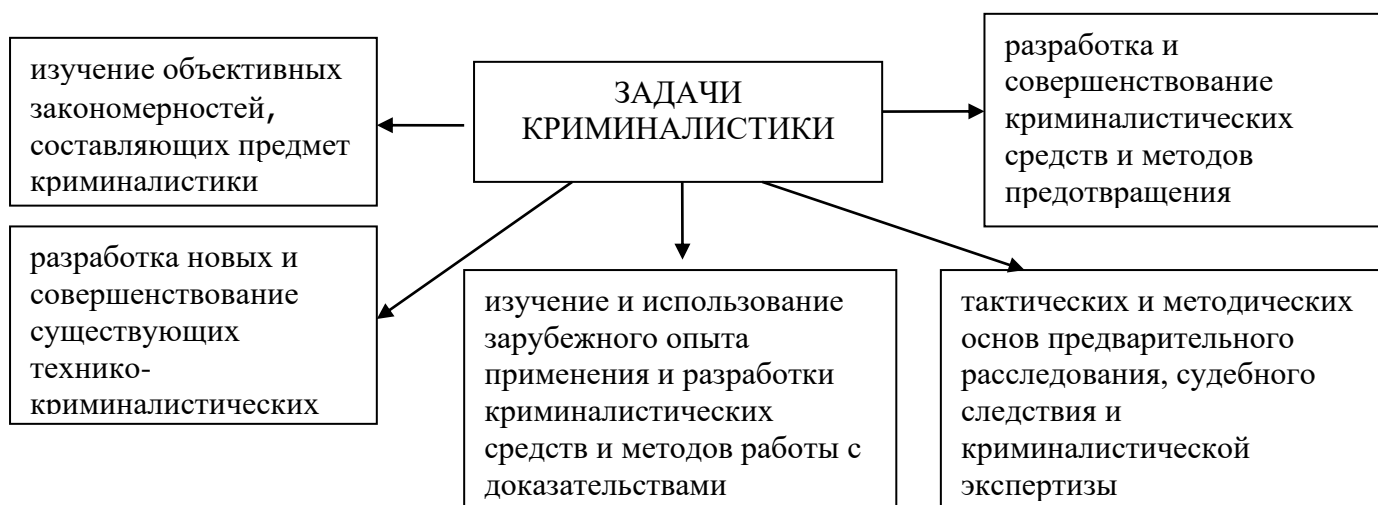 ЗАДАЧИ
КРИМИНАЛИСТИКИ
изучение объективных
закономерностей,
составляющих предмет
криминалистики
разработка и
совершенствование
криминалистических
средств и методов
предотвращения
разработка новых и
совершенствование
существующих
технико-
криминалистических
изучение и использование
зарубежного опыта
применения и разработки
криминалистических
средств и методов работы с
доказательствами
тактических и методических
основ предварительного
расследования, судебного
следствия и
криминалистической
экспертизы